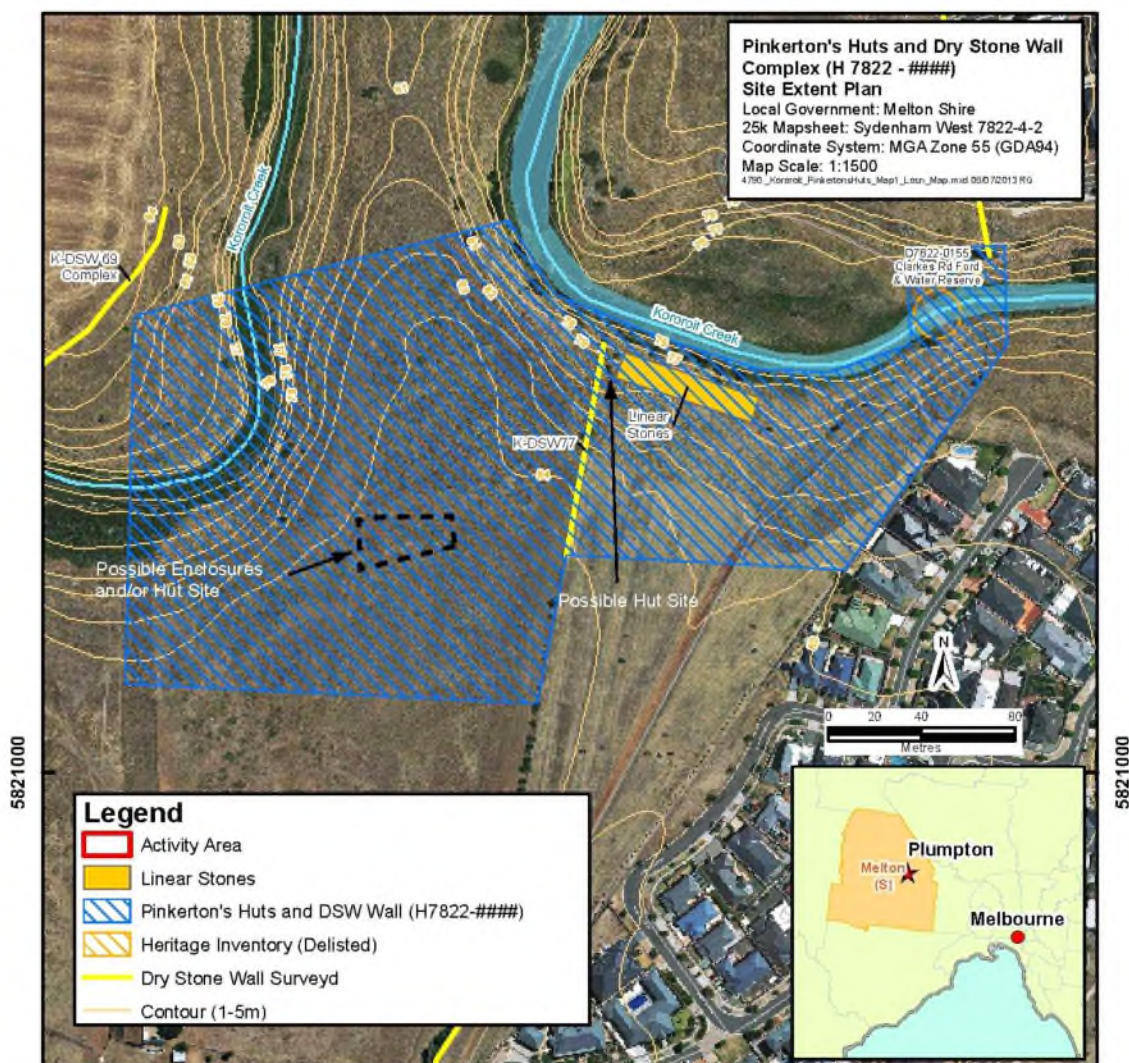 Pinkerton's Huts and Dry Stone Wall
Complex (H 7822 - ####)
Site Extent Plan
Local Government: Melton Shire
25k Mapsheet: Sydenham West 7822-4-2
Coordinate System: MGA Zone 55 (GDA94)
Map Scale: 1:1500
Kororoit Creek
K-DSW 69
Complex
D7822-0155
Clarkes Rd Ford
& Water Reserve
Kororoit Creek
Linear
Stones
K-DSW77
Possible Enclosures
and/or Hut Site
Possible Hut Site
N
0 20 40 80
Metres
5821000
5821000
Legend
Activity Area
Linear Stones
Pinkerton's Huts and DSW Wall (H7822-####)
Heritage Inventory (Delisted)
Dry Stone Wall Surveyd
Contour (1-5m)
Plumpton
Melton
(S)
Melbourne